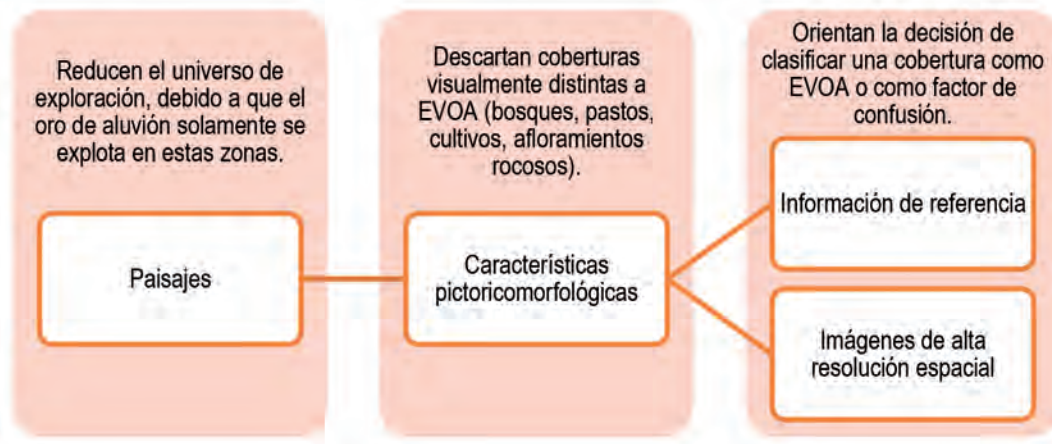 Reducen el universo de
exploración, debido a que el
oro de aluvión solamente se
explota en estas zonas.
Paisajes
Descartan coberturas
visualmente distintas a
EVOA (bosques, pastos,
cultivos, afloramientos
rocosos).
Características
pictoricomorfológicas
Orientan la decisión de
clasificar una cobertura como
EVOA o como factor de
confusión.
Información de referencia
Imágenes de alta
resolución espacial